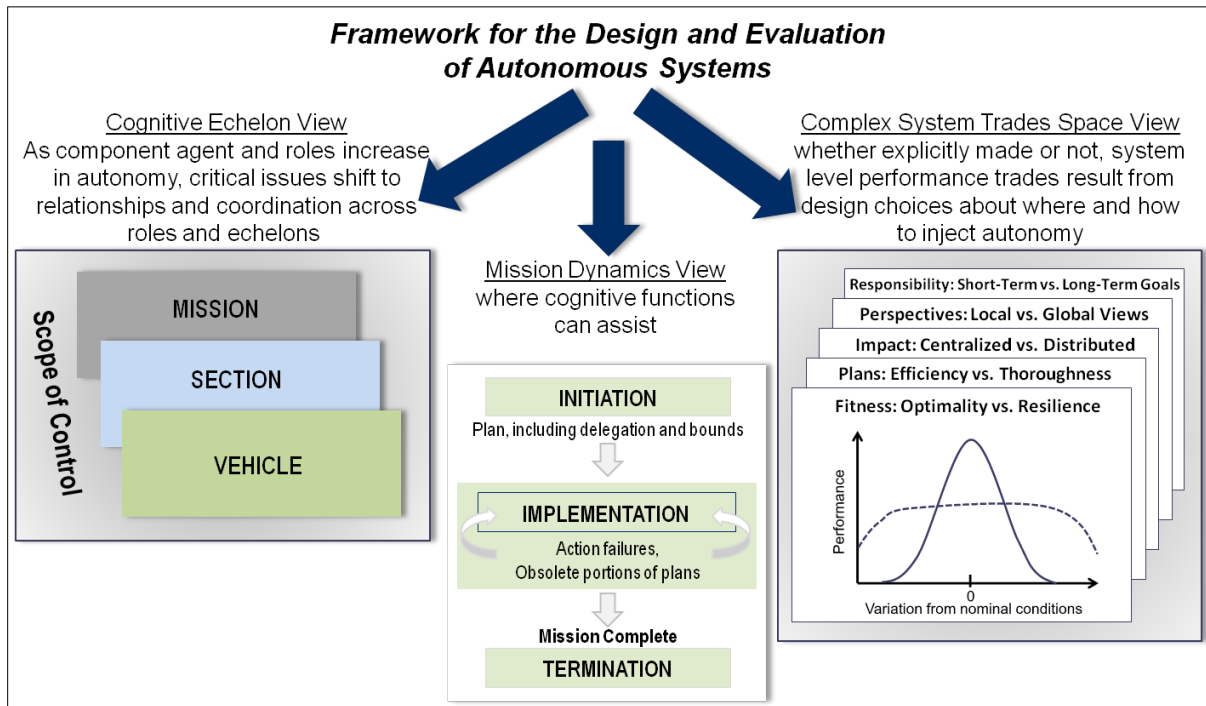 Framework for the Design and Evaluation
of Autonomous Systems
Cognitive Echelon View
As component agent and roles increase
in autonomy, critical issues shift to
relationships and coordination across
roles and echelons
Scope of Control
MISSION
SECTION
VEHICLE
Mission Dynamics View
where cognitive functions
can assist
INITIATION
Plan, including delegation and bounds
IMPLEMENTATION
Action failures,
Obsolete portions of plans
Mission Complete
TERMINATION
Complex System Trades Space View
whether explicitly made or not, system
level performance trades result from
design choices about where and how
to inject autonomy
Responsibility: Short-Term vs. Long-Term Goals
Perspectives: Local vs. Global Views
Impact: Centralized vs. Distributed
Plans: Efficiency vs. Thoroughness
Fitness: Optimality vs. Resilience
Performance
0
Variation from nominal conditions